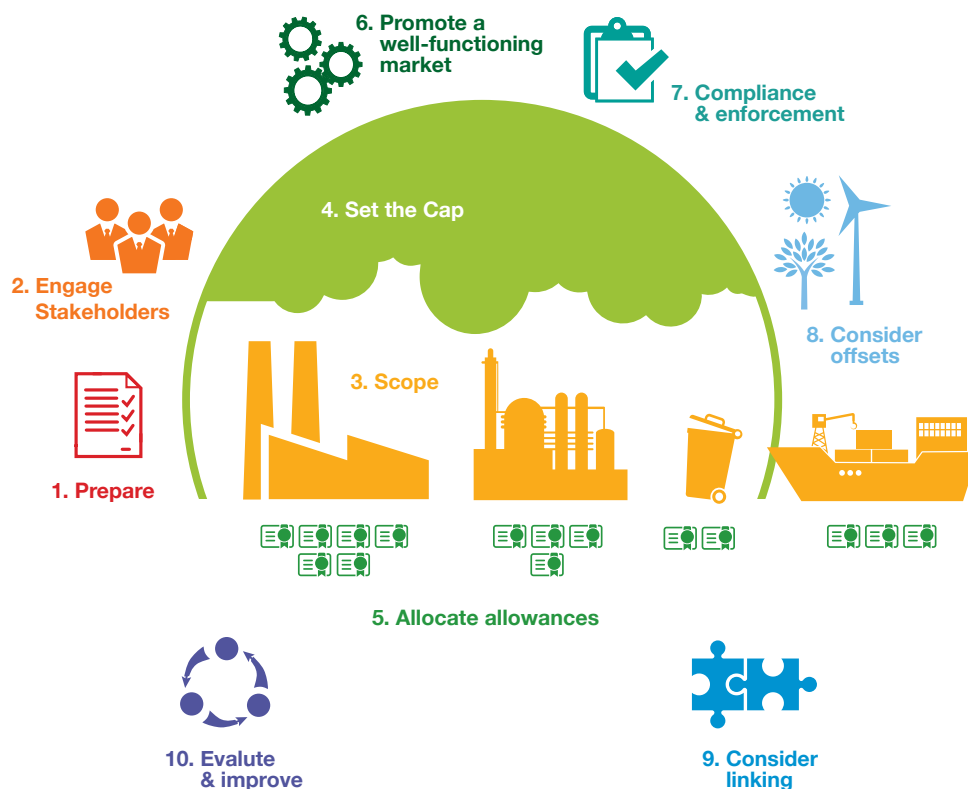 6. Promote a
well-functioning
market
7. Compliance
& enforcement
4. Set the Cap
2. Engage
Stakeholders
8. Consider
offsets
3. Scope
1. Prepare
5. Allocate allowances
10. Evalute
& improve
9. Consider
linking